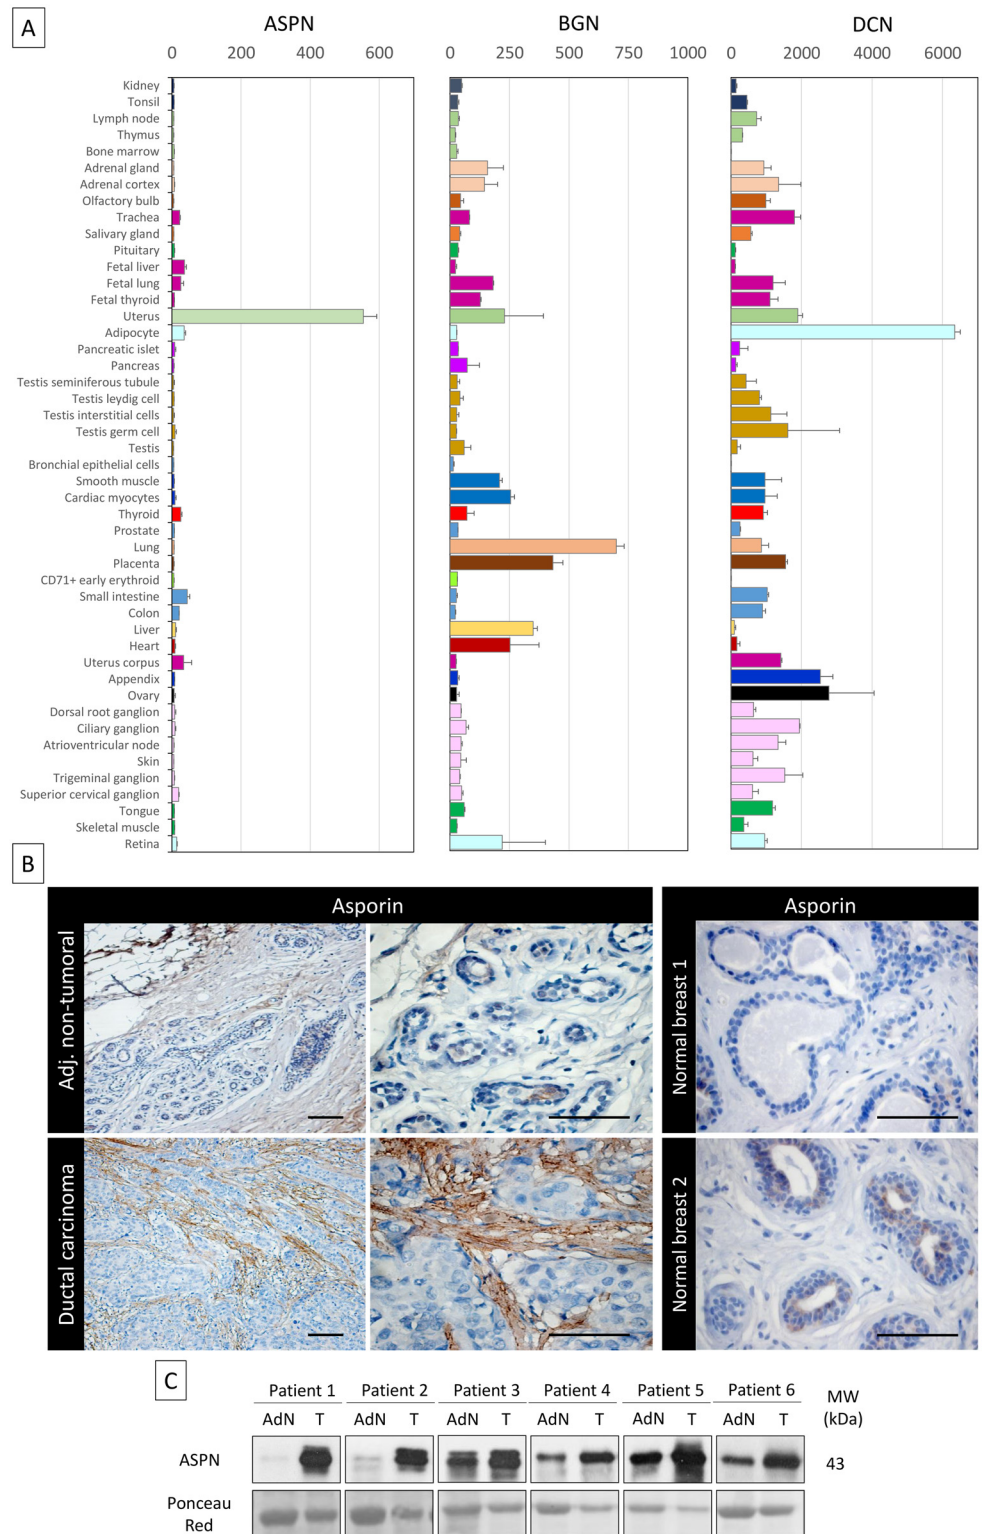 A
ASPN BGN DCN
0 200 400 600 0 250 500 750 1000 0 2000 4000 6000
Kidney
Tonsil
Lymph node
Thymus
Bone marrow
Adrenal gland
Adrenal cortex
Olfactory bulb
Trachea
Salivary gland
Pituitary
Fetal liver
Fetal lung
Fetal thyroid
Uterus
Adipocyte
Pancreatic islet
Pancreas
Testis seminiferous tubule
Testis leydig cell
Testis interstitial cells
Testis germ cell
Testis
Bronchial epithelial cells
Smooth muscle
Cardiac myocytes
Thyroid
Prostate
Lung
Placenta
CD71+ early erythroid
Small intestine
Colon
Liver
Heart
Uterus corpus
Appendix
Ovary
Dorsal root ganglion
Ciliary ganglion
Atrioventricular node
Skin
Trigeminal ganglion
Superior cervical ganglion
Tongue
Skeletal muscle
Retina
B
Asporin Asporin
Adj. non-tumoral
Normal breast 1
Ductal carcinoma
Normal breast 2
C
Patient 1 Patient 2 Patient 3 Patient 4 Patient 5 Patient 6 MW
AdN T AdN T AdN T AdN T AdN T AdN T (kDa)
ASPN 43
Ponceau
Red